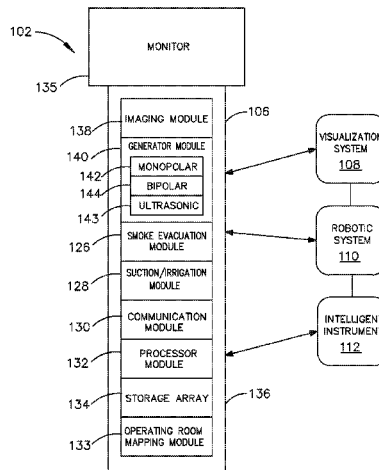 102
MONITOR
135
138
IMAGING MODULE
106
140
GENERATOR MODULE
142
MONOPOLAR
144
BIPOLAR
143
ULTRASONIC
VISUALIZATION
SYSTEM
108
126
SMOKE EVACUATION
MODULE
ROBOTIC
SYSTEM
110
128
SUCTION/IRRIGATION
MODULE
130
COMMUNICATION
MODULE
INTELLIGENT
INSTRUMENT
112
132
PROCESSOR
MODULE
134
STORAGE ARRAY
136
133
OPERATING ROOM
MAPPING MODULE